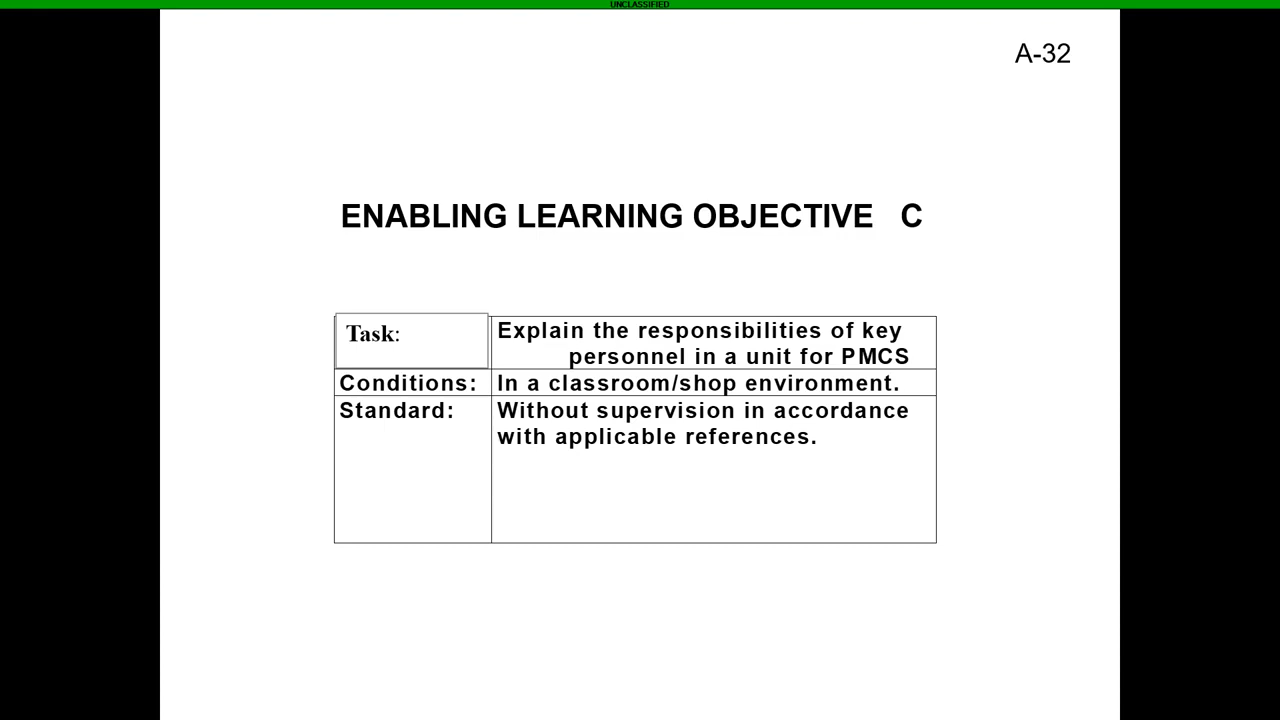 UNCLASSIFIED
A-32
ENABLING LEARNING OBJECTIVE C
Task:
Explain the responsibilities of key
personnel in a unit for PMCS
Conditions:
In a classroom/shop environment.
Standard:
Without supervision in accordance
with applicable references.